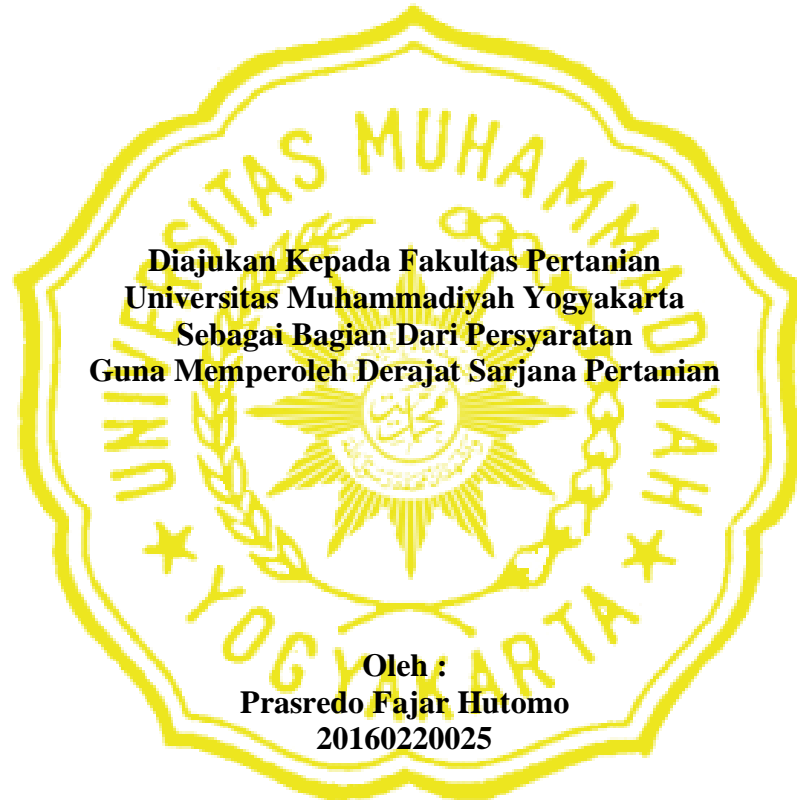 UNIVERSITAS MUHAMMADIYAH
Diajukan Kepada Fakultas Pertanian
Universitas Muhammadiyah Yogyakarta
Sebagai Bagian Dari Persyaratan
Guna Memperoleh Derajat Sarjana Pertanian
YOGYAKARTA
Oleh :
Prasredo Fajar Hutomo
20160220025